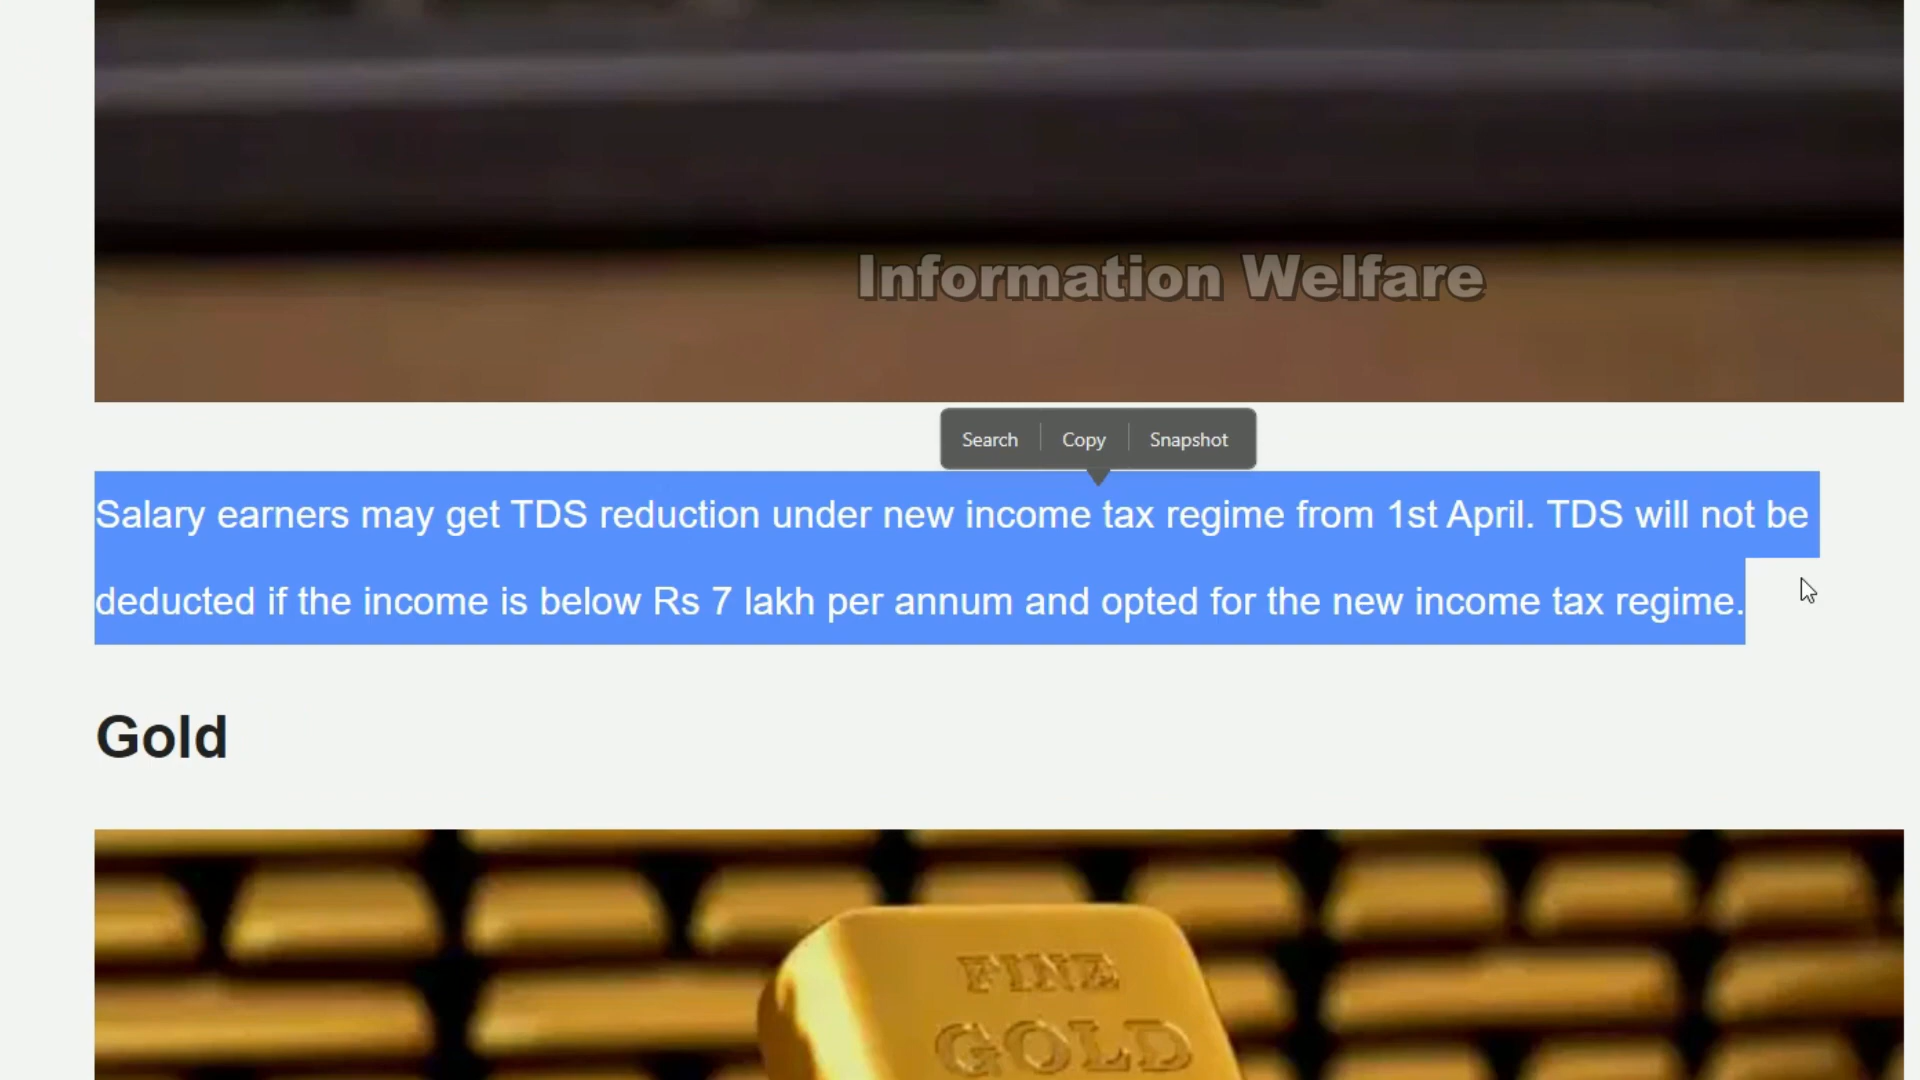 Information Welfare
Search Copy Snapshot
Salary earners may get TDS reduction under new income tax regime from 1st April. TDS will not be
deducted if the income is below Rs 7 lakh per annum and opted for the new income tax regime.
Gold
FINE
GOLD